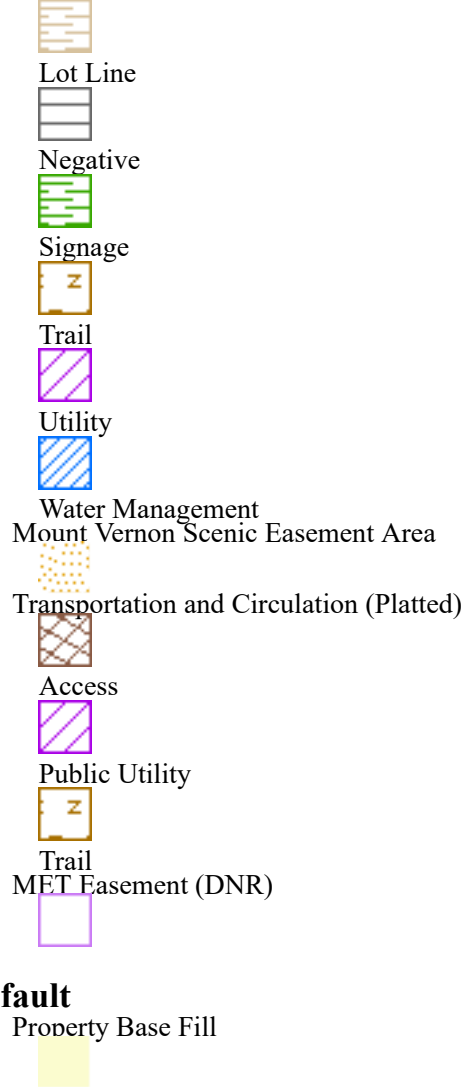 Lot Line
Negative
Signage
Trail
Utility
Water Management
Mount Vernon Scenic Easement Area
Transportation and Circulation (Platted)
Access
Public Utility
Trail
MET Easement (DNR)
fault
Property Base Fill